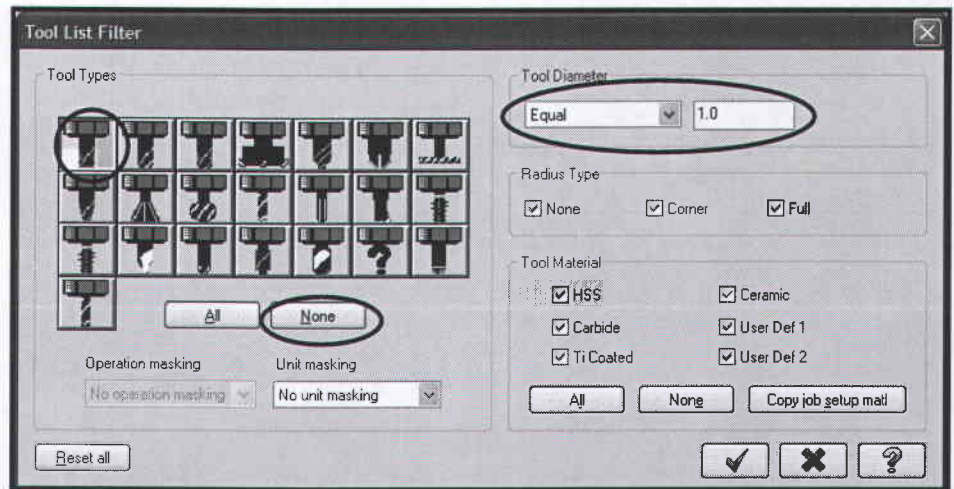 Tool List Filter
Tool Types
All
None
Operation masking
Unit masking
No operation masking
No unit masking
Reset all
Tool Diameter
Equal
1.0
Radius Type
None
Corner
Full
Tool Material
HSS
Ceramic
Carbide
User Def 1
Ti Coated
User Def 2
All
None
Copy job setup matl